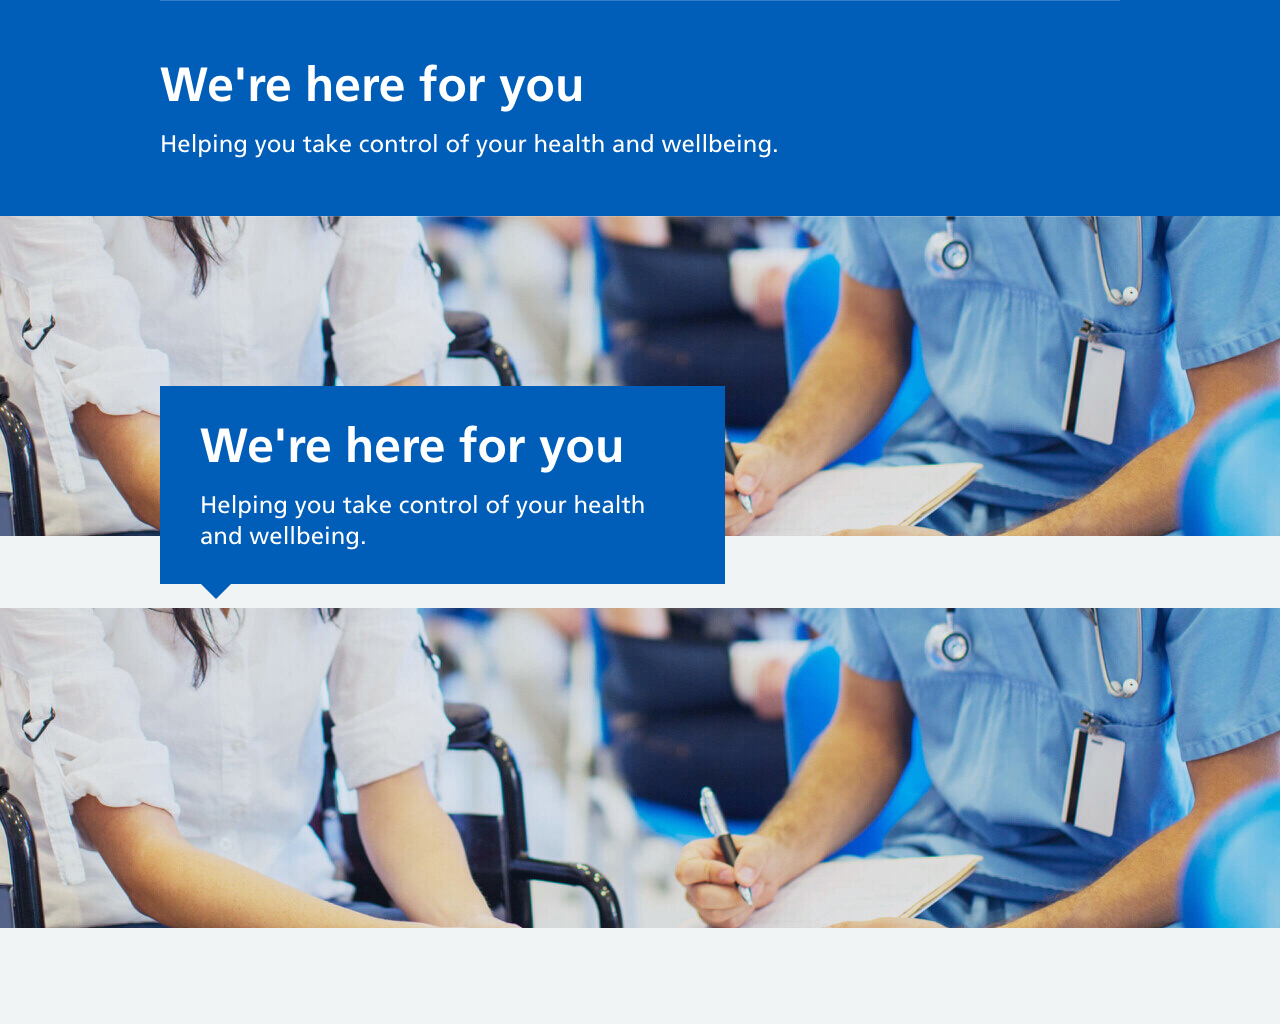 We're here for you
Helping you take control of your health and wellbeing.
We're here for you
Helping you take control of your health
and wellbeing.